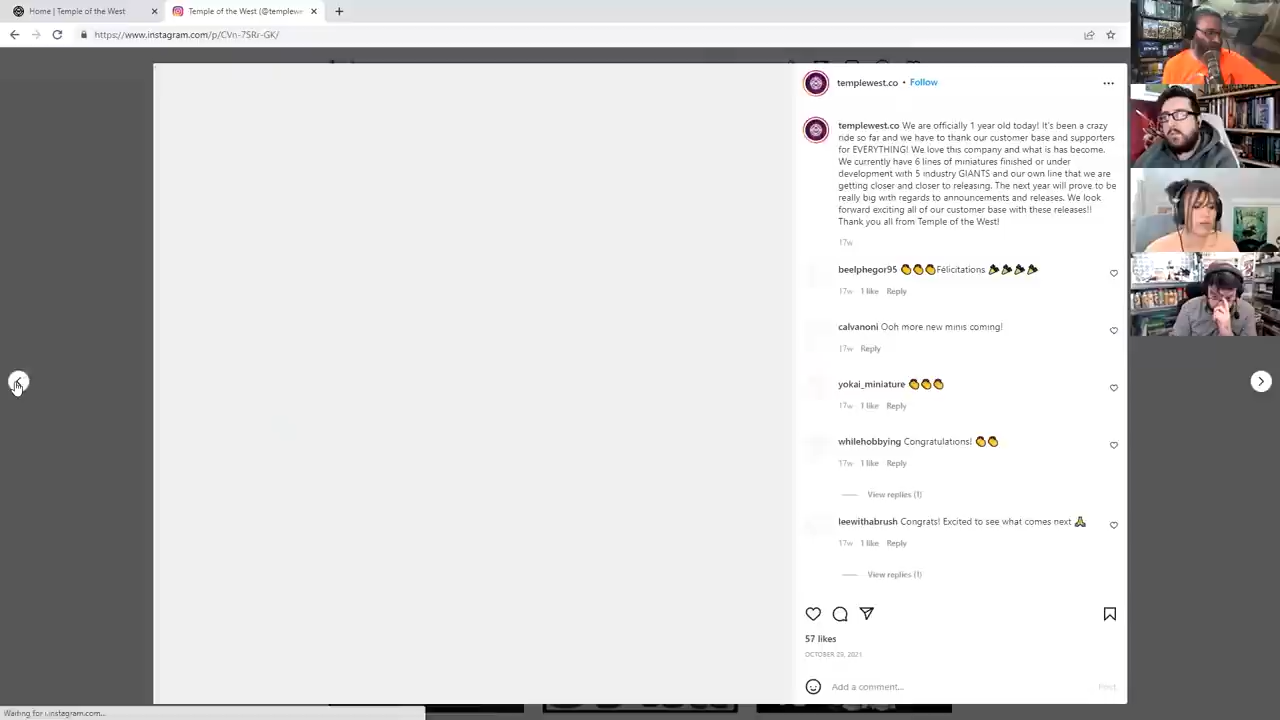 Home | Temple of the West
Temple of the West (@templew
https://www.instagram.com/p/CVn-7SRr-GK/
templewest.co • Follow
templewest.co We are officially 1 year old today! It's been a crazy
ride so far and we have to thank our customer base and supporters
for EVERYTHING! We love this company and what is has become.
We currently have 6 lines of miniatures finished or under
development with 5 industry GIANTS and our own line that we are
getting closer and closer to releasing. The next year will prove to be
really big with regards to announcements and releases. We look
forward exciting all of our customer base with these releases!!
Thank you all from Temple of the West!
17w
beelphegor95 👏👏👏Félicitations 🎉🎉🎉🎉
17w 1 like Reply
calvanoni Ooh more new minis coming!
17w Reply
yokai_miniature 👏👏👏
17w 1 like Reply
whilehobbying Congratulations! 👏👏
17w 1 like Reply
View replies (1)
leewithabrush Congrats! Excited to see what comes next 🙏
17w 1 like Reply
View replies (1)
57 likes
OCTOBER 29, 2021
Add a comment...
Post
Waiting for i.instagram.com...